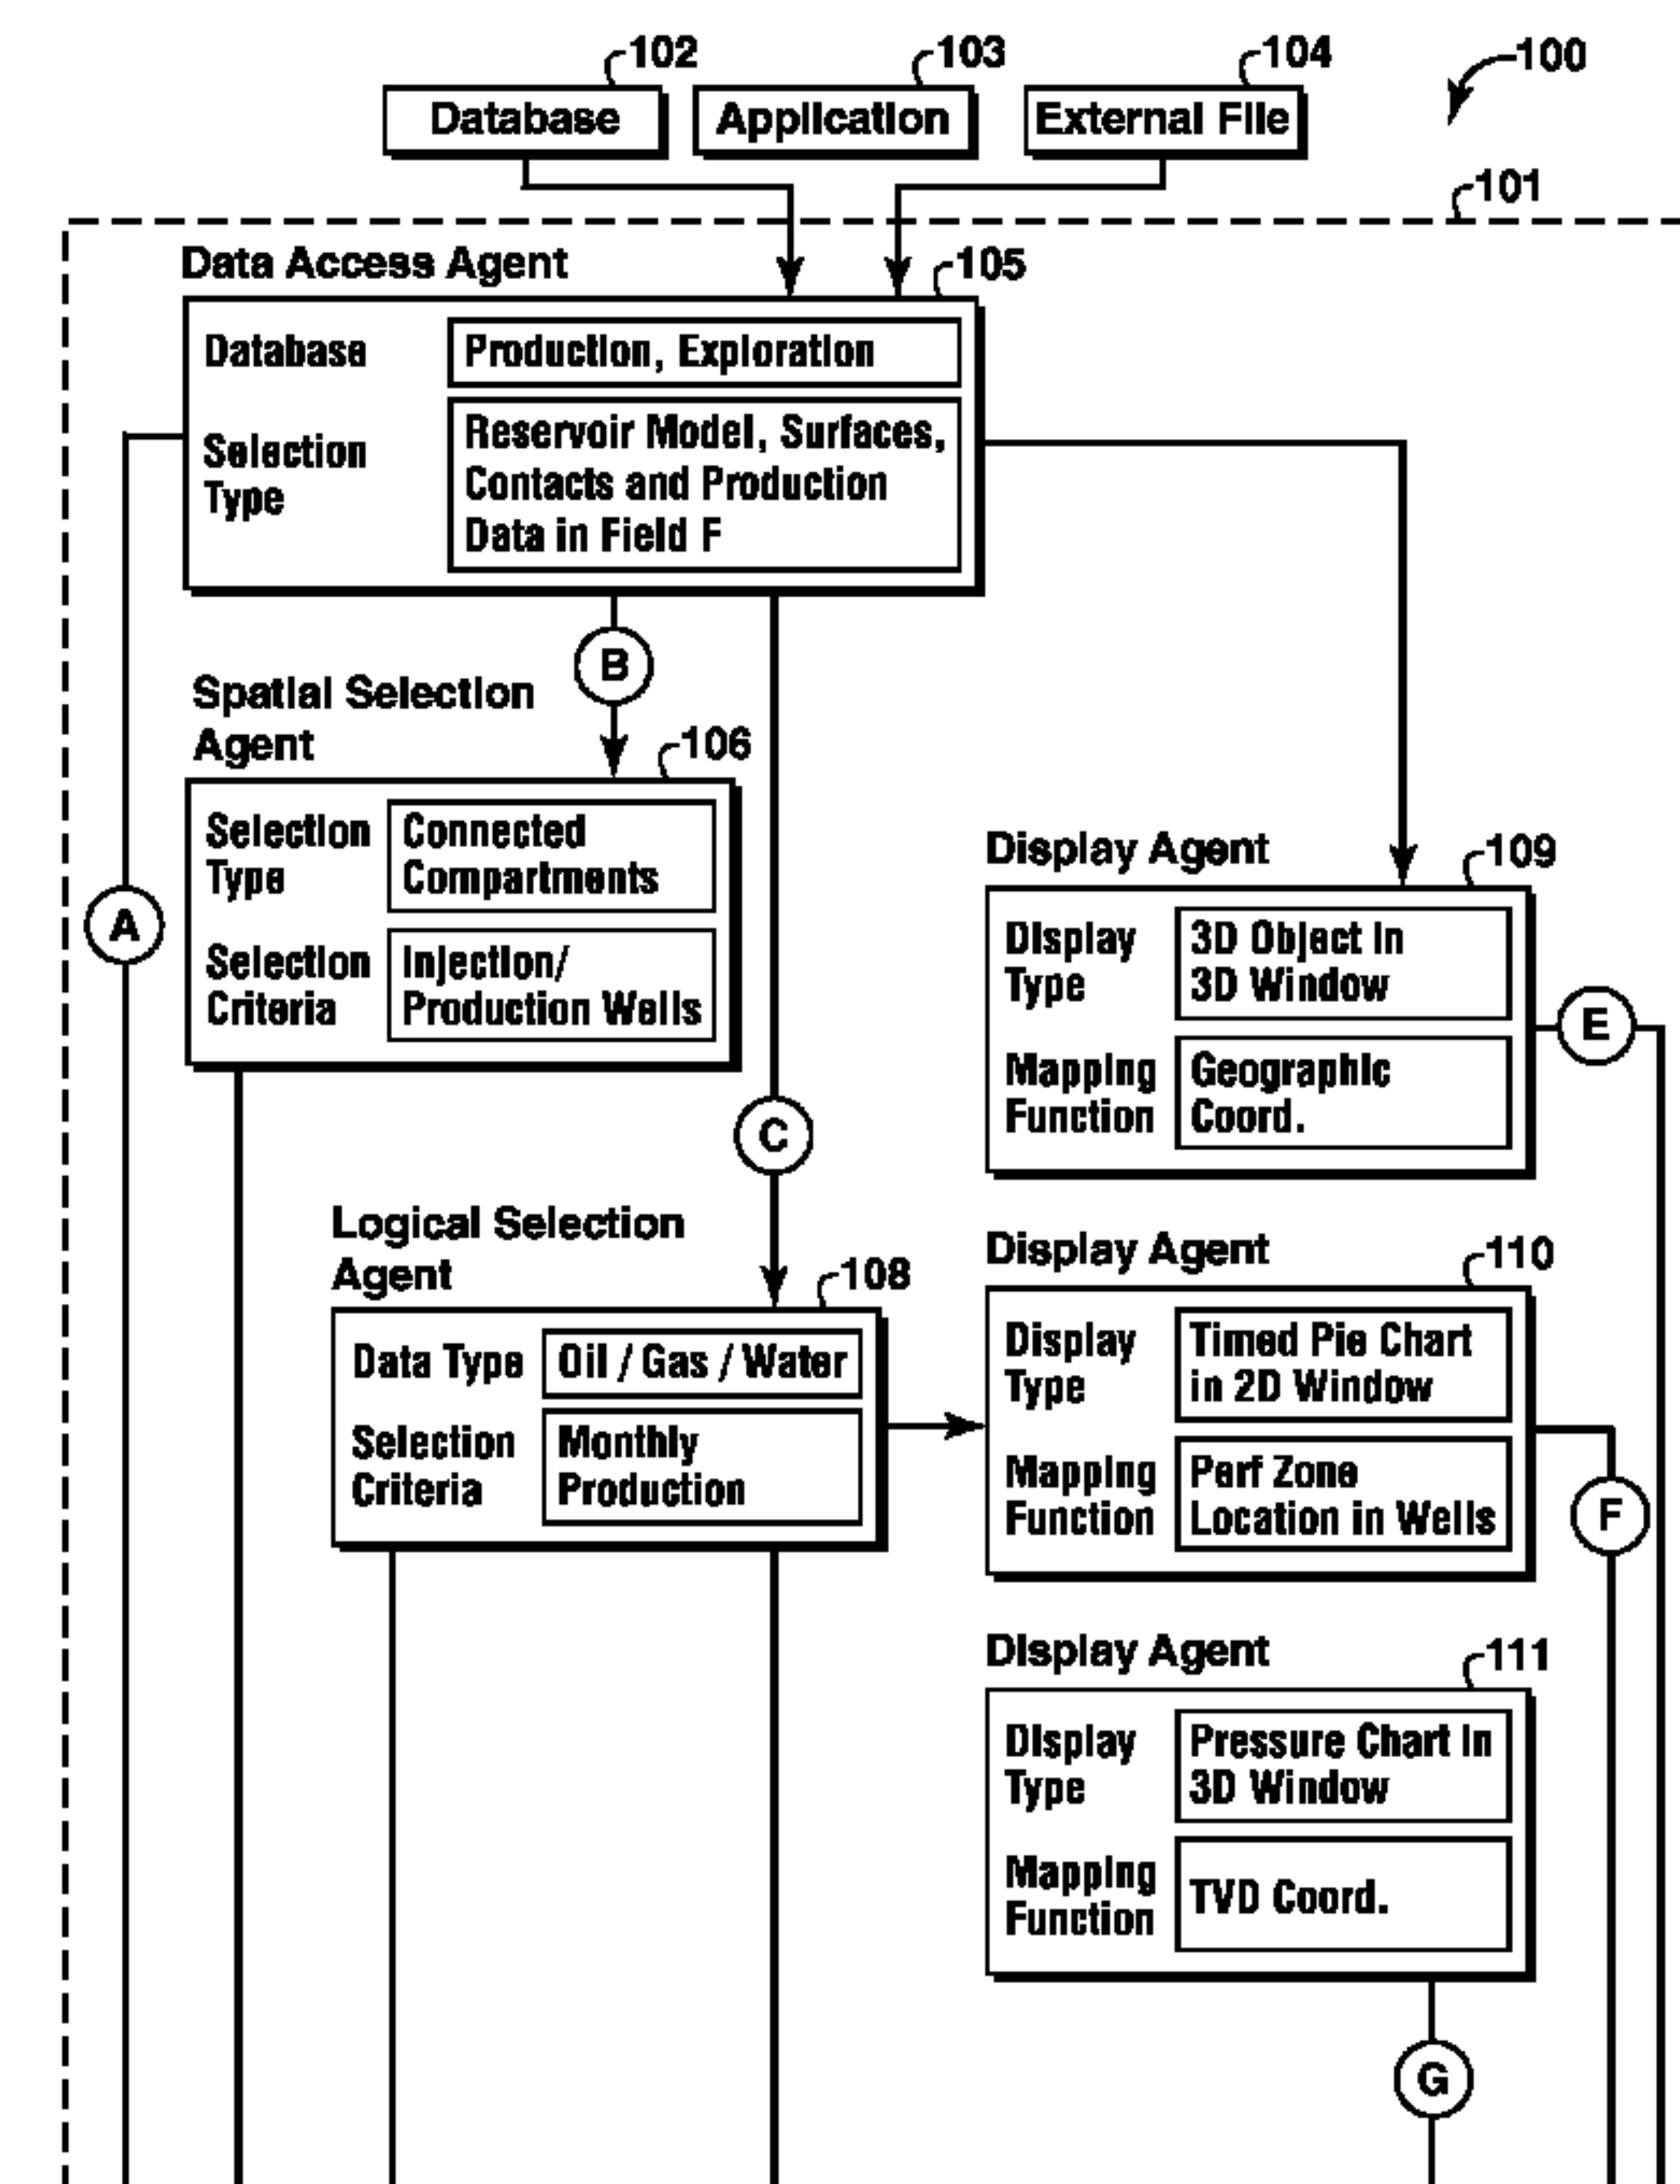 102
103
104
100
Database
Application
External File
101
Data Access Agent
105
Database
Production, Exploration
Selection
Type
Reservoir Model, Surfaces,
Contacts and Production
Data in Field F
B
Spatial Selection
Agent
106
Selection
Type
Connected
Compartments
Selection
Criteria
Injection/
Production Wells
A
C
Display Agent
109
Display
Type
3D Object in
3D Window
Mapping
Function
Geographic
Coord.
E
Logical Selection
Agent
108
Data Type
Oil / Gas / Water
Selection
Criteria
Monthly
Production
Display Agent
110
Display
Type
Timed Pie Chart
in 2D Window
Mapping
Function
Perf Zone
Location in Wells
F
Display Agent
111
Display
Type
Pressure Chart in
3D Window
Mapping
Function
TVD Coord.
G